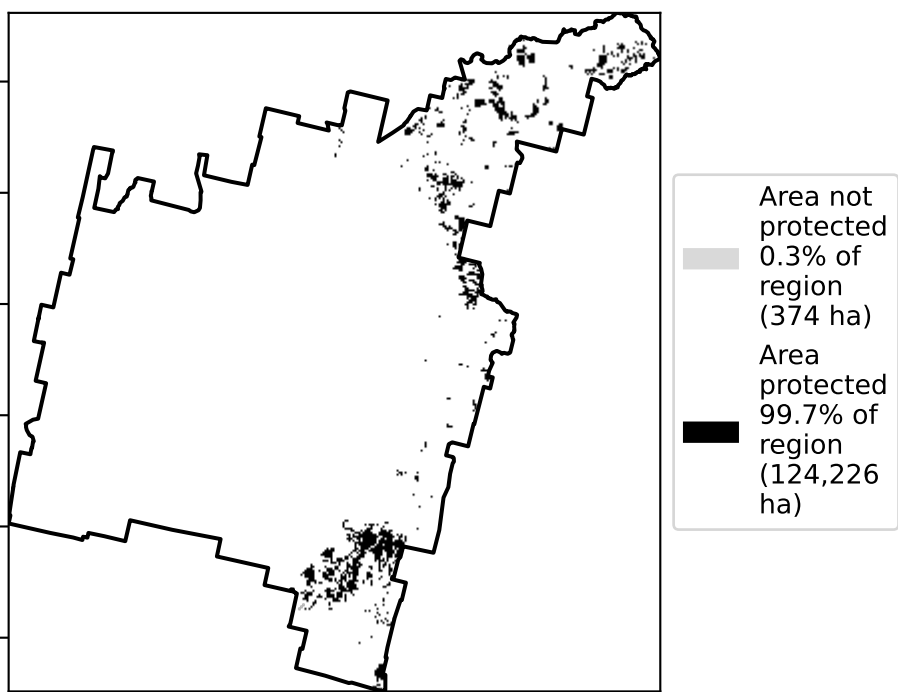 Area not
protected
0.3% of
region
(374 ha)
Area
protected
99.7% of
region
(124,226
ha)